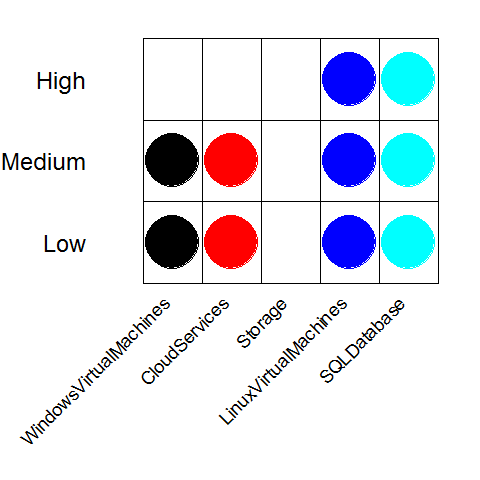 High
Medium
Low
WindowsVirtualMachines
CloudServices
Storage
LinuxVirtualMachines
SQLDatabase